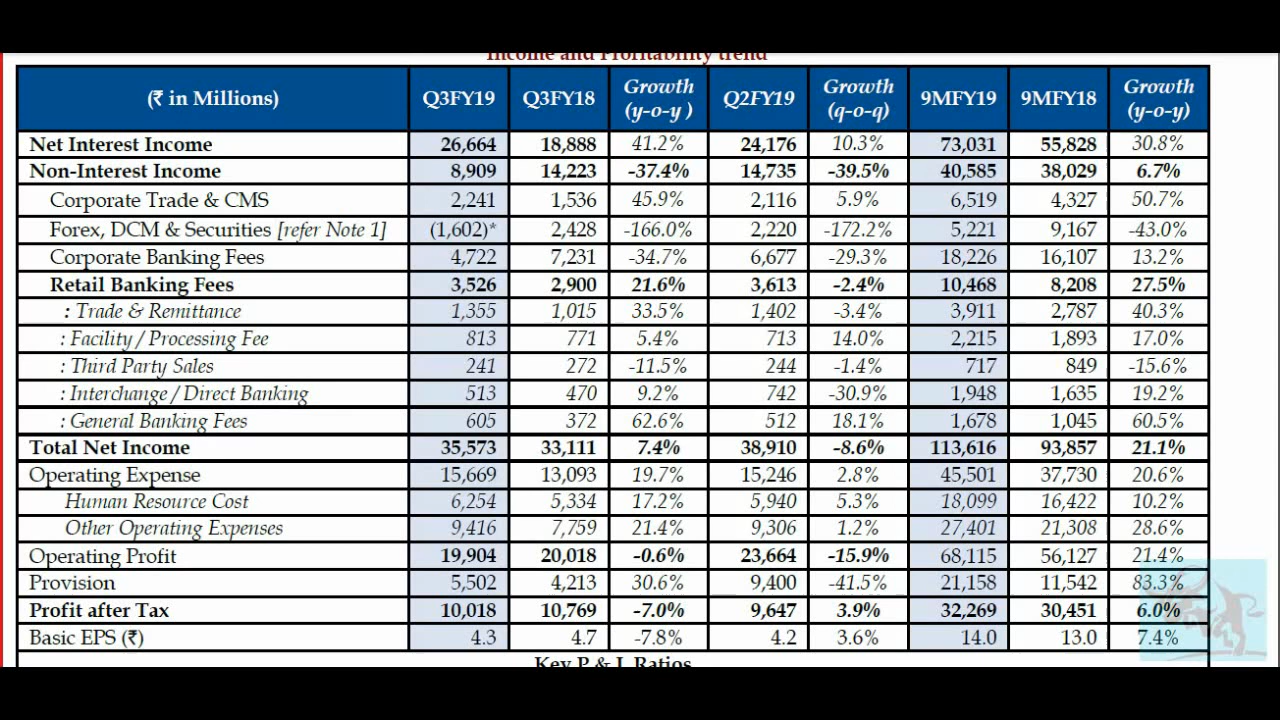 Income and Profitability trend
(₹ in Millions) Q3FY19 Q3FY18 Growth (y-o-y ) Q2FY19 Growth (q-o-q) 9MFY19 9MFY18 Growth (y-o-y)
Net Interest Income 26,664 18,888 41.2% 24,176 10.3% 73,031 55,828 30.8%
Non-Interest Income 8,909 14,223 -37.4% 14,735 -39.5% 40,585 38,029 6.7%
Corporate Trade & CMS 2,241 1,536 45.9% 2,116 5.9% 6,519 4,327 50.7%
Forex, DCM & Securities [refer Note 1] (1,602)* 2,428 -166.0% 2,220 -172.2% 5,221 9,167 -43.0%
Corporate Banking Fees 4,722 7,231 -34.7% 6,677 -29.3% 18,226 16,107 13.2%
Retail Banking Fees 3,526 2,900 21.6% 3,613 -2.4% 10,468 8,208 27.5%
: Trade & Remittance 1,355 1,015 33.5% 1,402 -3.4% 3,911 2,787 40.3%
: Facility / Processing Fee 813 771 5.4% 713 14.0% 2,215 1,893 17.0%
: Third Party Sales 241 272 -11.5% 244 -1.4% 717 849 -15.6%
: Interchange / Direct Banking 513 470 9.2% 742 -30.9% 1,948 1,635 19.2%
: General Banking Fees 605 372 62.6% 512 18.1% 1,678 1,045 60.5%
Total Net Income 35,573 33,111 7.4% 38,910 -8.6% 113,616 93,857 21.1%
Operating Expense 15,669 13,093 19.7% 15,246 2.8% 45,501 37,730 20.6%
Human Resource Cost 6,254 5,334 17.2% 5,940 5.3% 18,099 16,422 10.2%
Other Operating Expenses 9,416 7,759 21.4% 9,306 1.2% 27,401 21,308 28.6%
Operating Profit 19,904 20,018 -0.6% 23,664 -15.9% 68,115 56,127 21.4%
Provision 5,502 4,213 30.6% 9,400 -41.5% 21,158 11,542 83.3%
Profit after Tax 10,018 10,769 -7.0% 9,647 3.9% 32,269 30,451 6.0%
Basic EPS (₹) 4.3 4.7 -7.8% 4.2 3.6% 14.0 13.0 7.4%
Key P & L Ratios